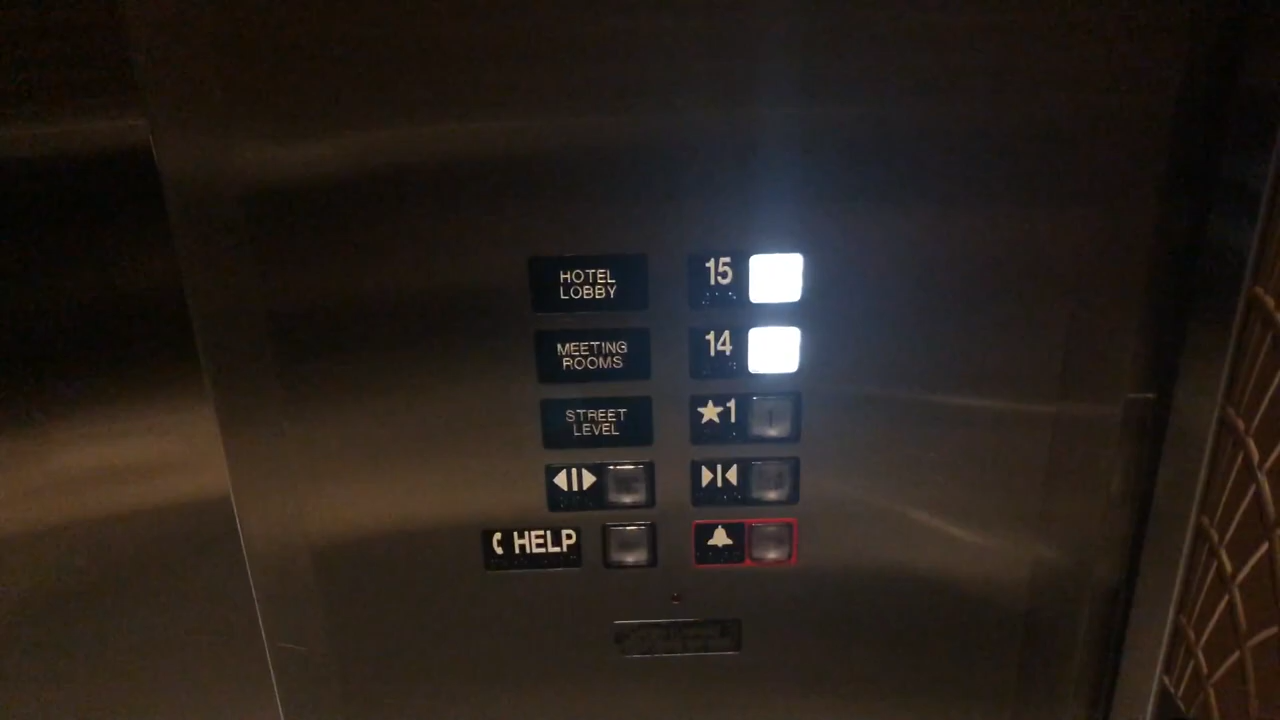 HOTEL
LOBBY
15
MEETING
ROOMS
14
STREET
LEVEL
★1
HELP